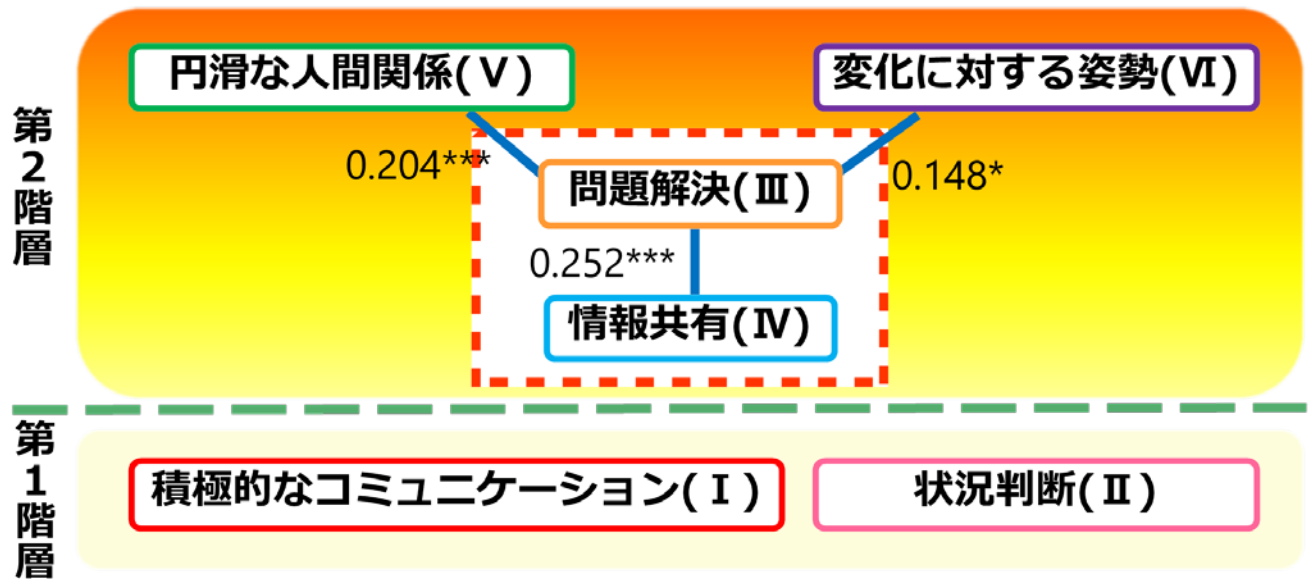 第2階層
円滑な人間関係(Ⅴ)
変化に対する姿勢(Ⅵ)
0.204***
0.148*
問題解決(Ⅲ)
0.252***
情報共有(Ⅳ)
第1階層
積極的なコミュニケーション(Ⅰ)
状況判断(Ⅱ)